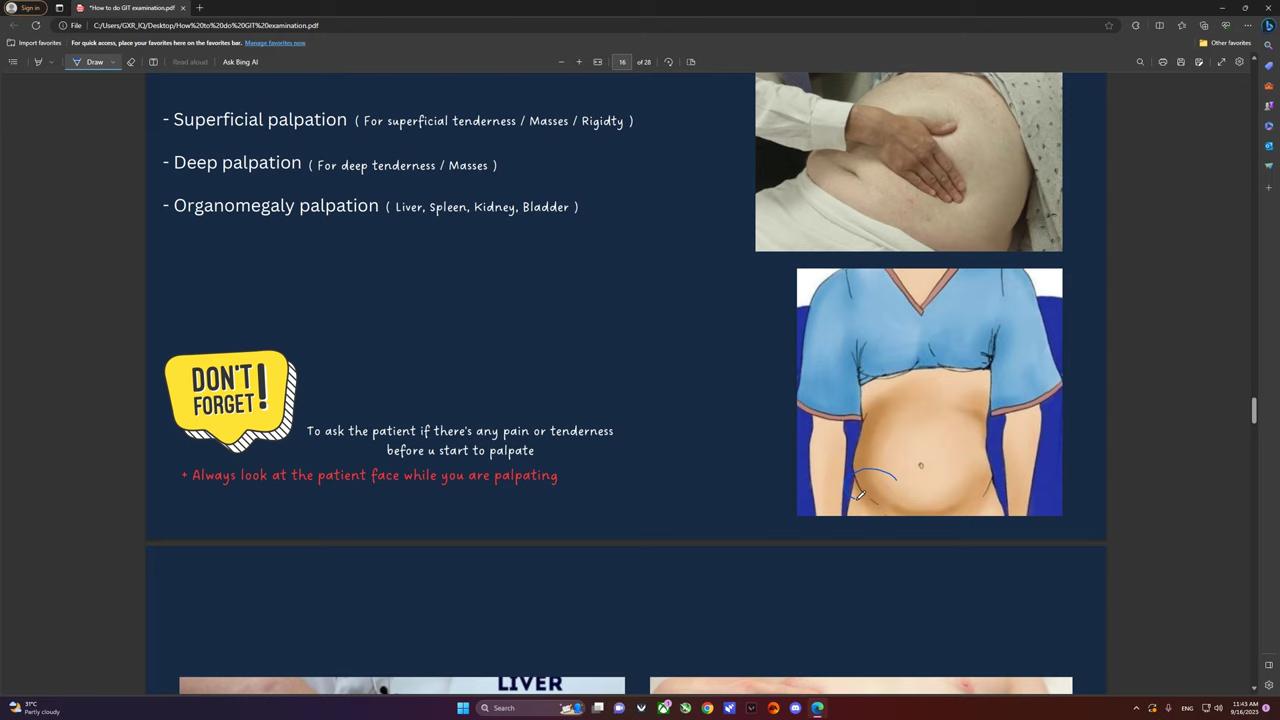 Sign in
*How to do GIT examination.pdf
File
C:/Users/GXR_IQ/Desktop/How%20to%20do%20GIT%20examination.pdf
Import favorites
For quick access, place your favorites here on the favorites bar. Manage favorites now
Other favorites
Draw
Read aloud
Ask Bing AI
16 of 28
- Superficial palpation ( For superficial tenderness / Masses / Rigidty )
- Deep palpation ( For deep tenderness / Masses )
- Organomegaly palpation ( Liver, Spleen, Kidney, Bladder )
DON'T
FORGET !
To ask the patient if there's any pain or tenderness
before u start to palpate
+ Always look at the patient face while you are palpating
LIVER
31°C
Partly cloudy
Search
ENG
11:43 AM
9/16/2023